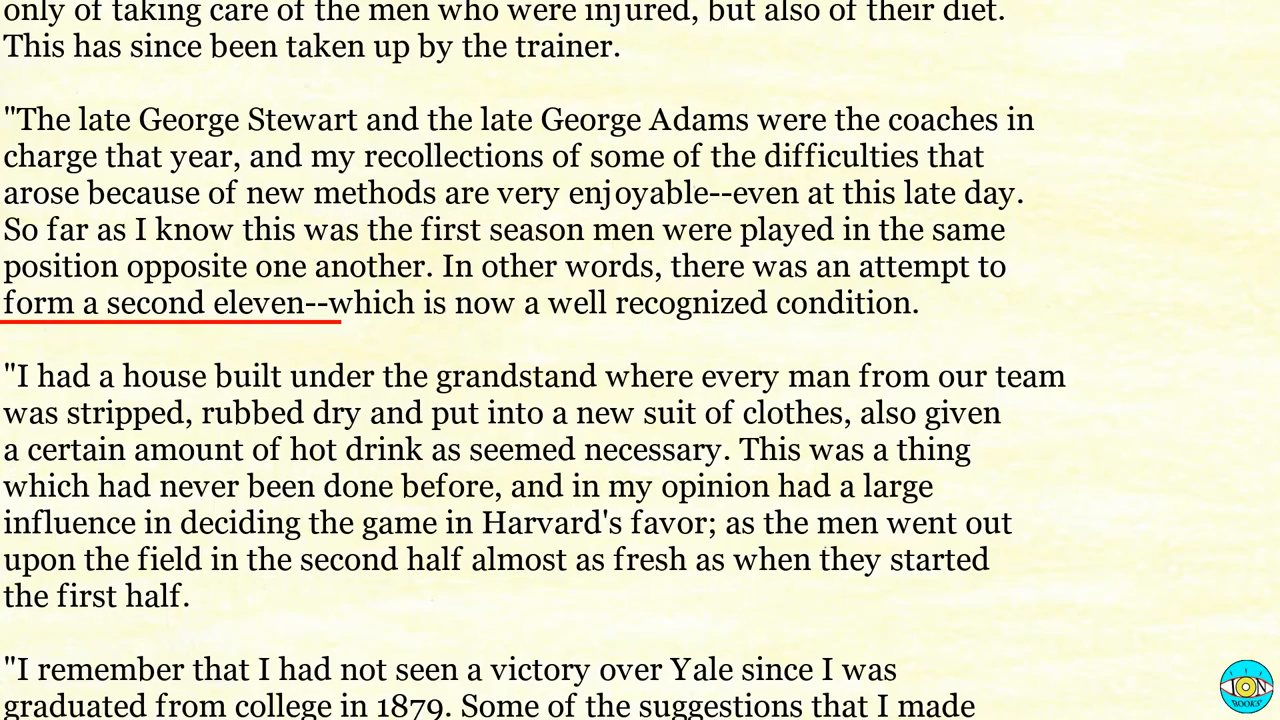 only of taking care of the men who were injured, but also of their diet.
This has since been taken up by the trainer.
"The late George Stewart and the late George Adams were the coaches in
charge that year, and my recollections of some of the difficulties that
arose because of new methods are very enjoyable--even at this late day.
So far as I know this was the first season men were played in the same
position opposite one another. In other words, there was an attempt to
form a second eleven--which is now a well recognized condition.
"I had a house built under the grandstand where every man from our team
was stripped, rubbed dry and put into a new suit of clothes, also given
a certain amount of hot drink as seemed necessary. This was a thing
which had never been done before, and in my opinion had a large
influence in deciding the game in Harvard's favor; as the men went out
upon the field in the second half almost as fresh as when they started
the first half.
"I remember that I had not seen a victory over Yale since I was
graduated from college in 1879. Some of the suggestions that I made
ION
BOOKS